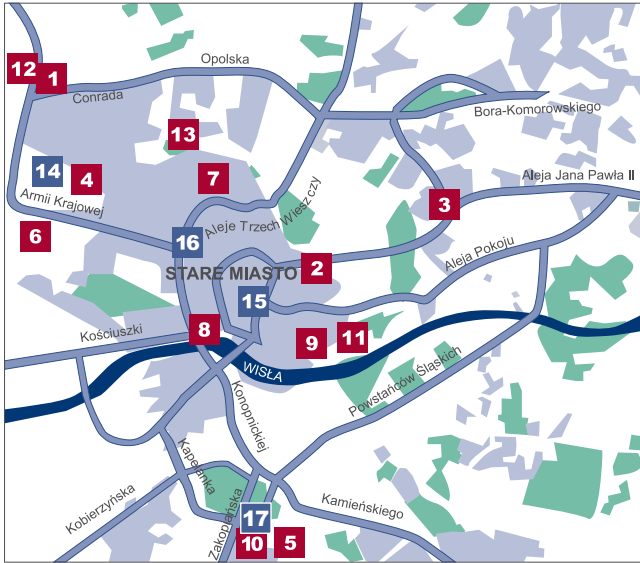 Opolska
12
1
Conrada
Bora-Komorowskiego
13
14
4
7
Aleja Jana Pawła II
Armii Krajowej
Aleje Trzech Wieszczy
3
6
16
Aleja Pokoju
STARE MIASTO
2
15
Kościuszki
8
9
11
WISŁA
Powstańców Śląskich
Konopnickiej
Kapelanka
Kobierzyńska
Zakopiańska
Kamieńskiego
17
10
5